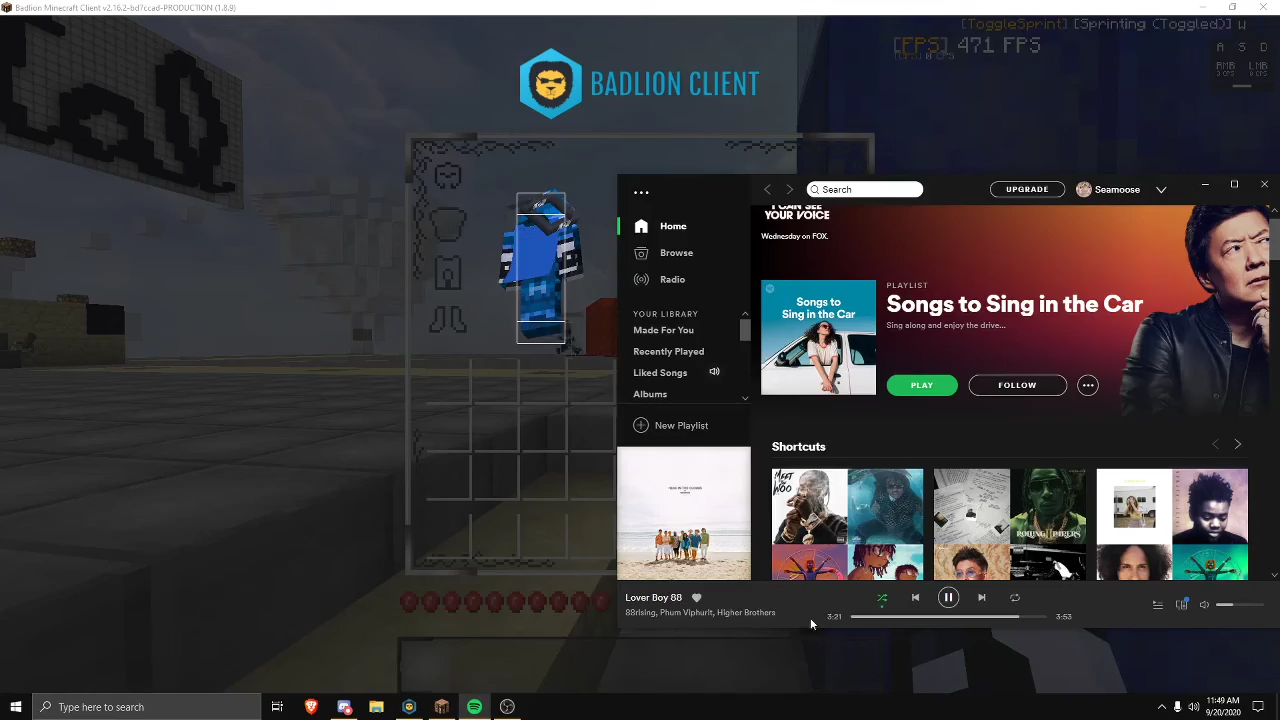 Badlion Minecraft Client v2.16.2-bd7ccad-PRODUCTION (1.8.9)
[ToggleSprint] [Sprinting (Toggled)] W
[FPS] 471 FPS
A S D
RMB LMB
BADLION CLIENT
Search
UPGRADE
Seamoose
Home
Browse
Radio
YOUR LIBRARY
Made For You
Recently Played
Liked Songs
Albums
New Playlist
I CAN SEE
YOUR VOICE
Wednesday on FOX.
Songs to
Sing in the Car
PLAYLIST
Songs to Sing in the Car
Sing along and enjoy the drive...
PLAY
FOLLOW
Shortcuts
MEET
WOO
Lover Boy 88
88rising, Phum Viphurit, Higher Brothers
3:21
3:53
Type here to search
11:49 AM
9/20/2020